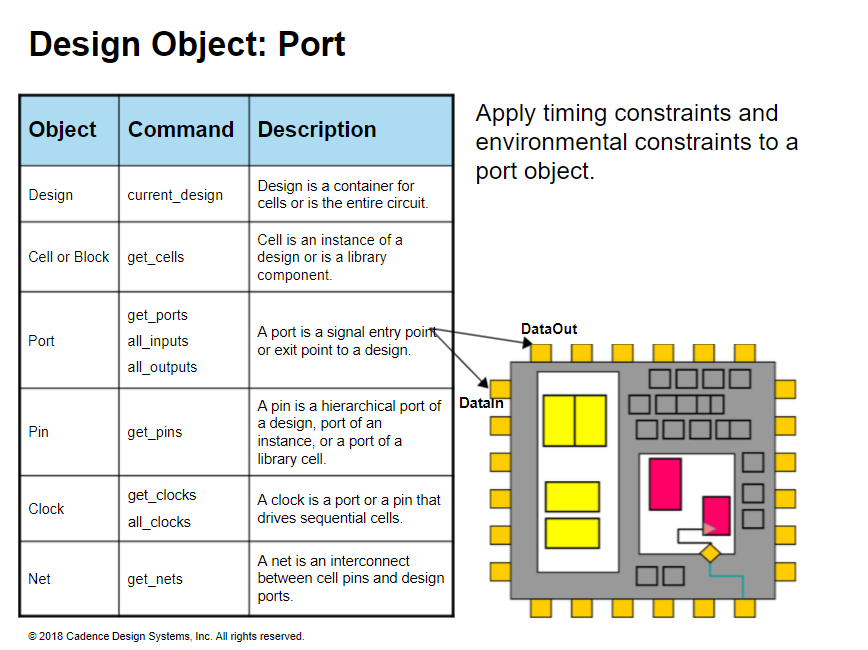 Design Object: Port
Apply timing constraints and
environmental constraints to a
port object.
Object Command Description
Design current_design Design is a container for
cells or is the entire circuit.
Cell or Block get_cells Cell is an instance of a
design or is a library
component.
Port get_ports
all_inputs
all_outputs
A port is a signal entry point
or exit point to a design.
Pin get_pins A pin is a hierarchical port of
a design, port of an
instance, or a port of a
library cell.
Clock get_clocks
all_clocks
A clock is a port or a pin that
drives sequential cells.
Net get_nets A net is an interconnect
between cell pins and design
ports.
DataOut
DataIn
© 2018 Cadence Design Systems, Inc. All rights reserved.